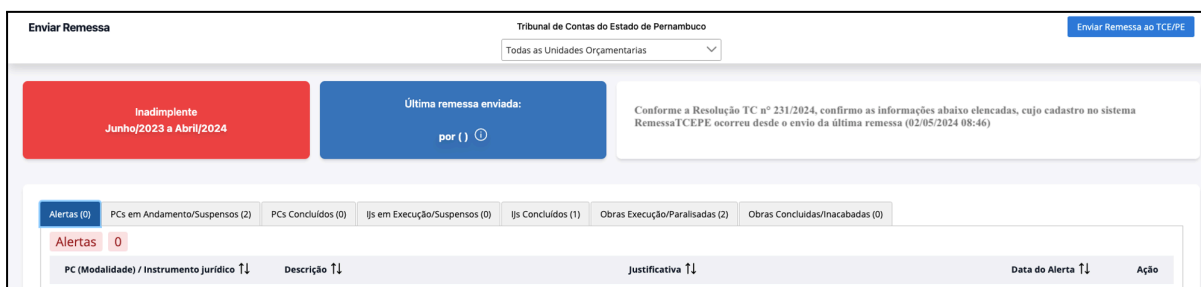 Enviar Remessa
Tribunal de Contas do Estado de Pernambuco
Todas as Unidades Orçamentarias
Enviar Remessa ao TCE/PE
Inadimplente
Junho/2023 a Abril/2024
Última remessa enviada:
por ( )
Conforme a Resolução TC nº 231/2024, confirmo as informações abaixo elencadas, cujo cadastro no sistema
RemessaTCEPE ocorreu desde o envio da última remessa (02/05/2024 08:46)
Alertas (0)
PCs em Andamento/Suspensos (2)
PCs Concluídos (0)
IJs em Execução/Suspensos (0)
IJs Concluídos (1)
Obras Execução/Paralisadas (2)
Obras Concluidas/Inacabadas (0)
Alertas 0
PC (Modalidade) / Instrumento jurídico
Descrição
Justificativa
Data do Alerta
Ação